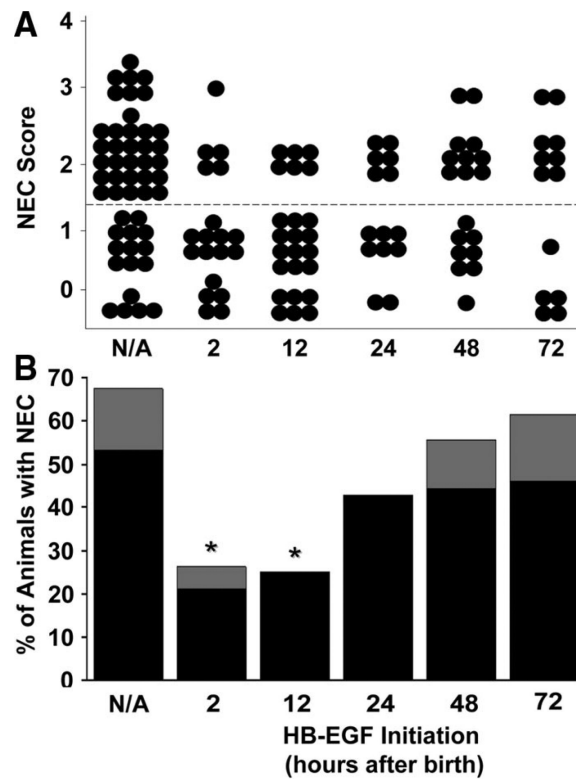 A
NEC Score
4
3
2
1
0
N/A 2 12 24 48 72
B
% of Animals with NEC
70
60
50
40
30
20
10
0
* *
N/A 2 12 24 48 72
HB-EGF Initiation
(hours after birth)